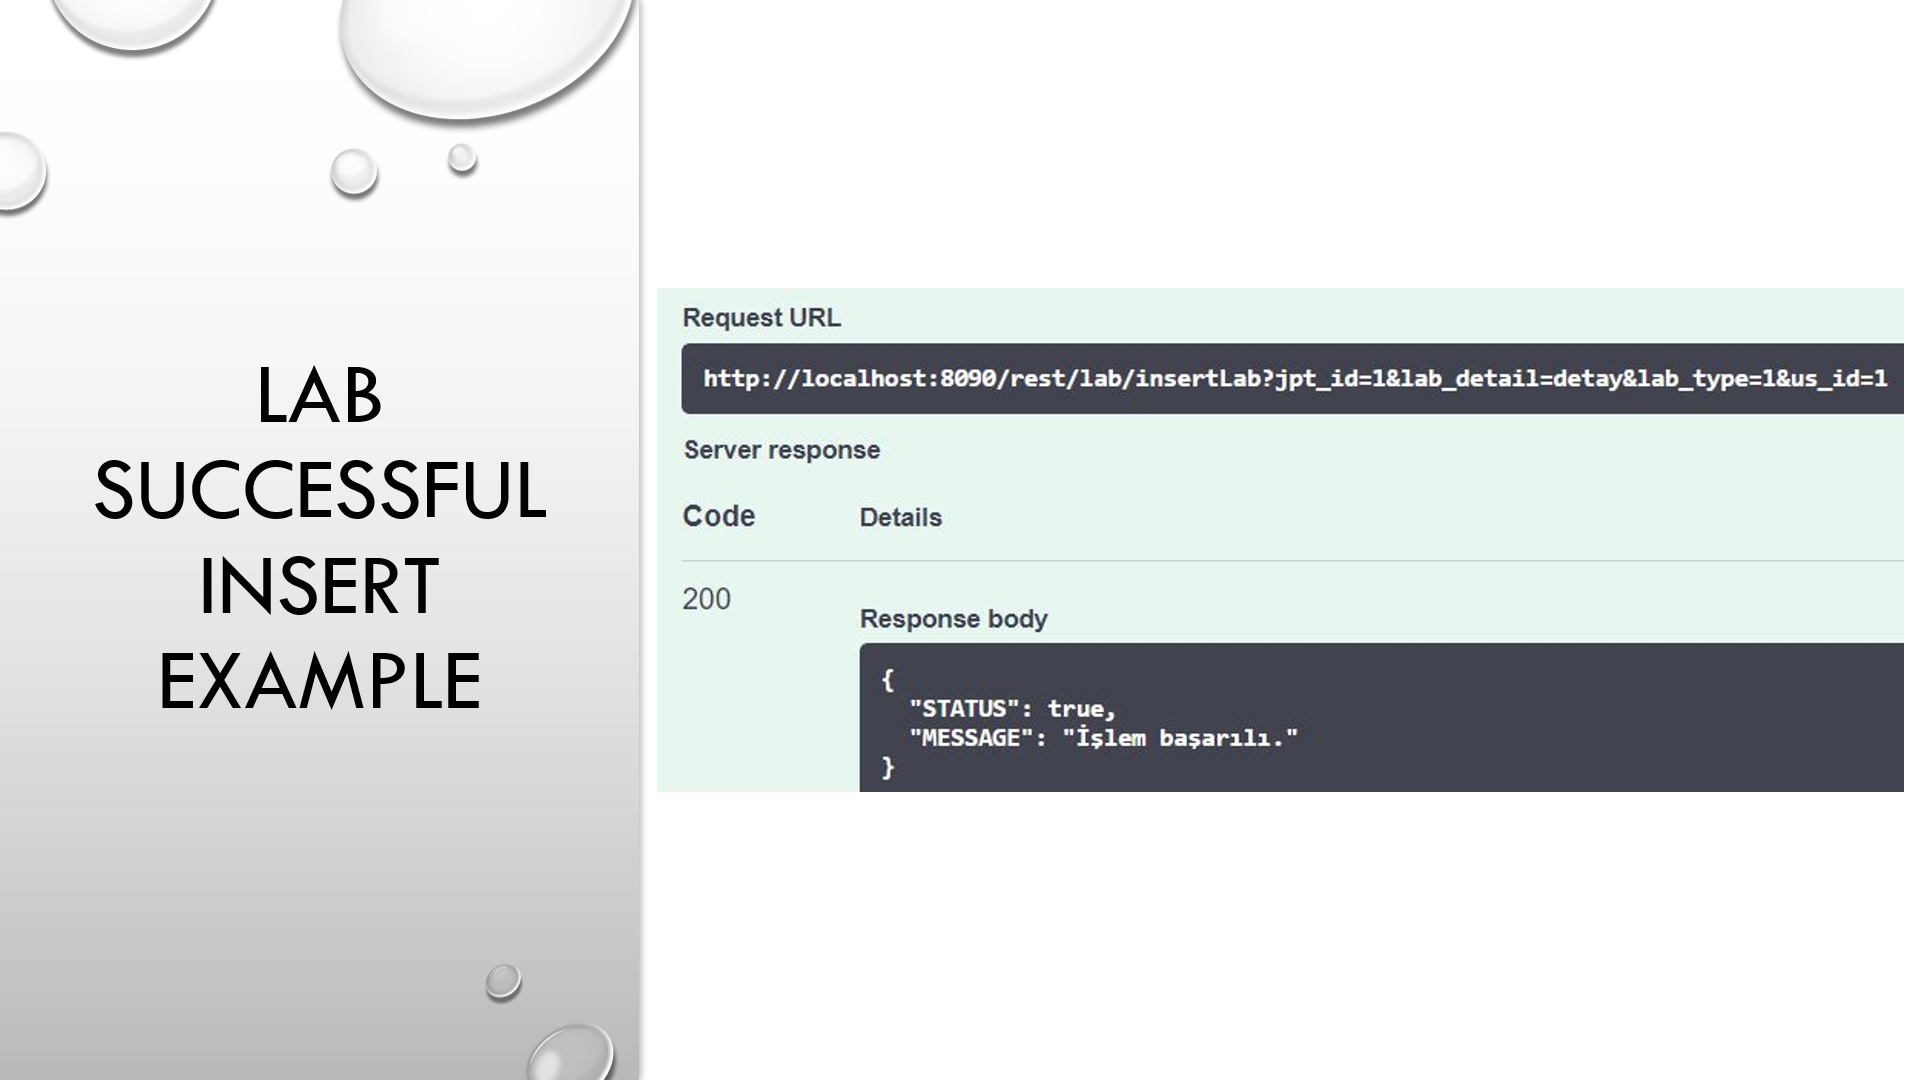 LAB
SUCCESSFUL
INSERT
EXAMPLE
Request URL
http://localhost:8090/rest/lab/insertLab?jpt_id=1&lab_detail=detay&lab_type=1&us_id=1
Server response
Code Details
200
Response body
{
"STATUS": true,
"MESSAGE": "İşlem başarılı."
}